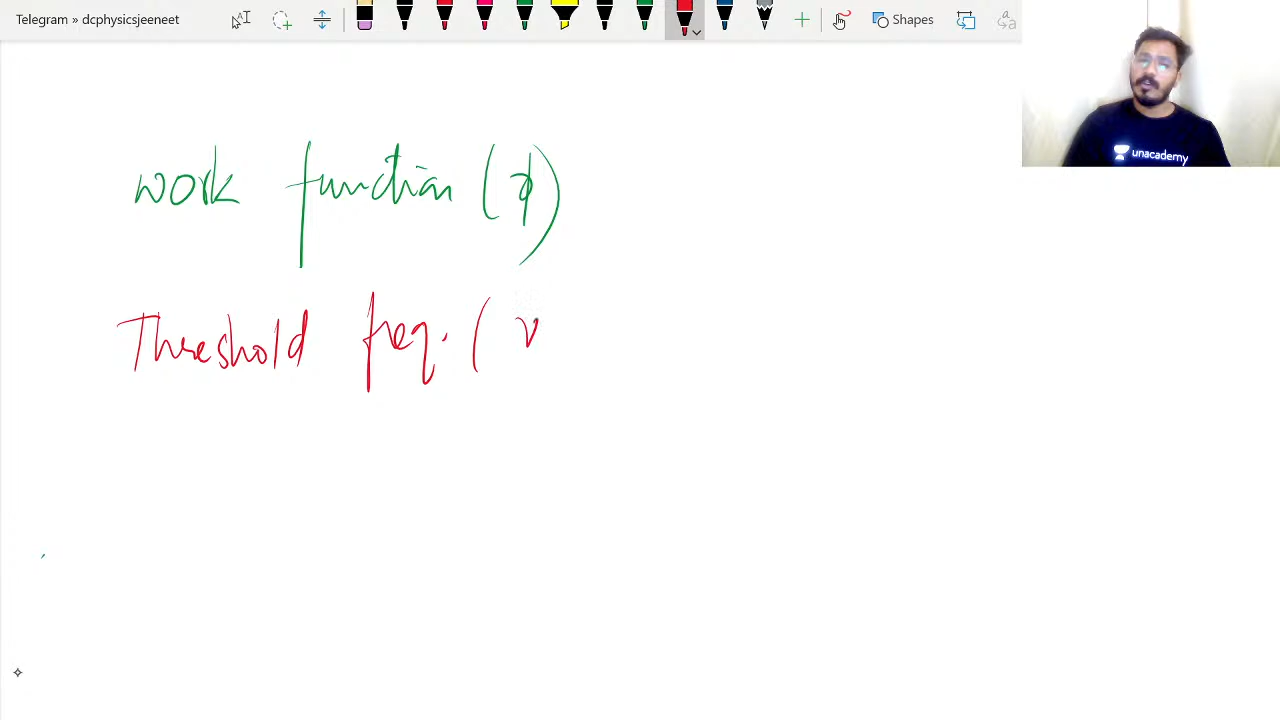 Telegram » dcphysicsjeeneet
Shapes
unacademy
work function (ϕ)
Threshold freq. ( ν